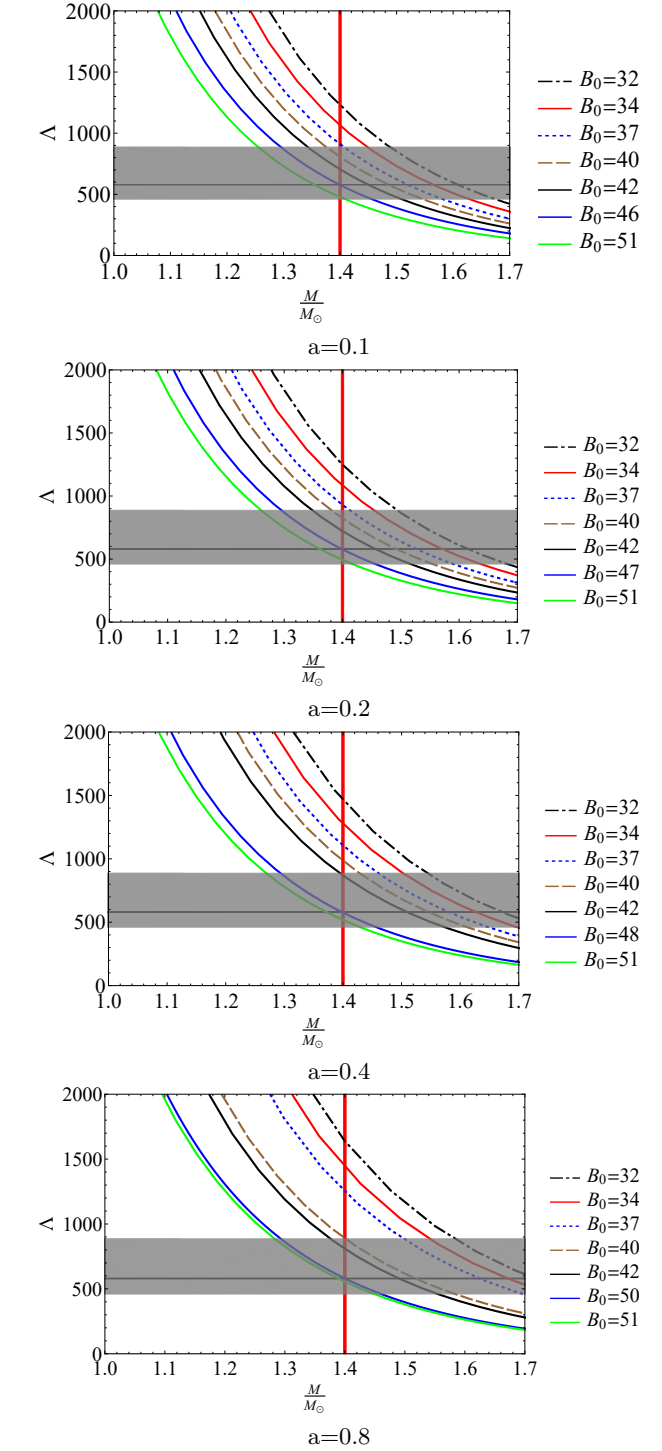 2000
1500
1000
500
0
Λ
1.0 1.1 1.2 1.3 1.4 1.5 1.6 1.7
M/M⊙
B₀=32
B₀=34
B₀=37
B₀=40
B₀=42
B₀=46
B₀=51
a=0.1
2000
1500
1000
500
0
Λ
1.0 1.1 1.2 1.3 1.4 1.5 1.6 1.7
M/M⊙
B₀=32
B₀=34
B₀=37
B₀=40
B₀=42
B₀=47
B₀=51
a=0.2
2000
1500
1000
500
0
Λ
1.0 1.1 1.2 1.3 1.4 1.5 1.6 1.7
M/M⊙
B₀=32
B₀=34
B₀=37
B₀=40
B₀=42
B₀=48
B₀=51
a=0.4
2000
1500
1000
500
0
Λ
1.0 1.1 1.2 1.3 1.4 1.5 1.6 1.7
M/M⊙
B₀=32
B₀=34
B₀=37
B₀=40
B₀=42
B₀=50
B₀=51
a=0.8